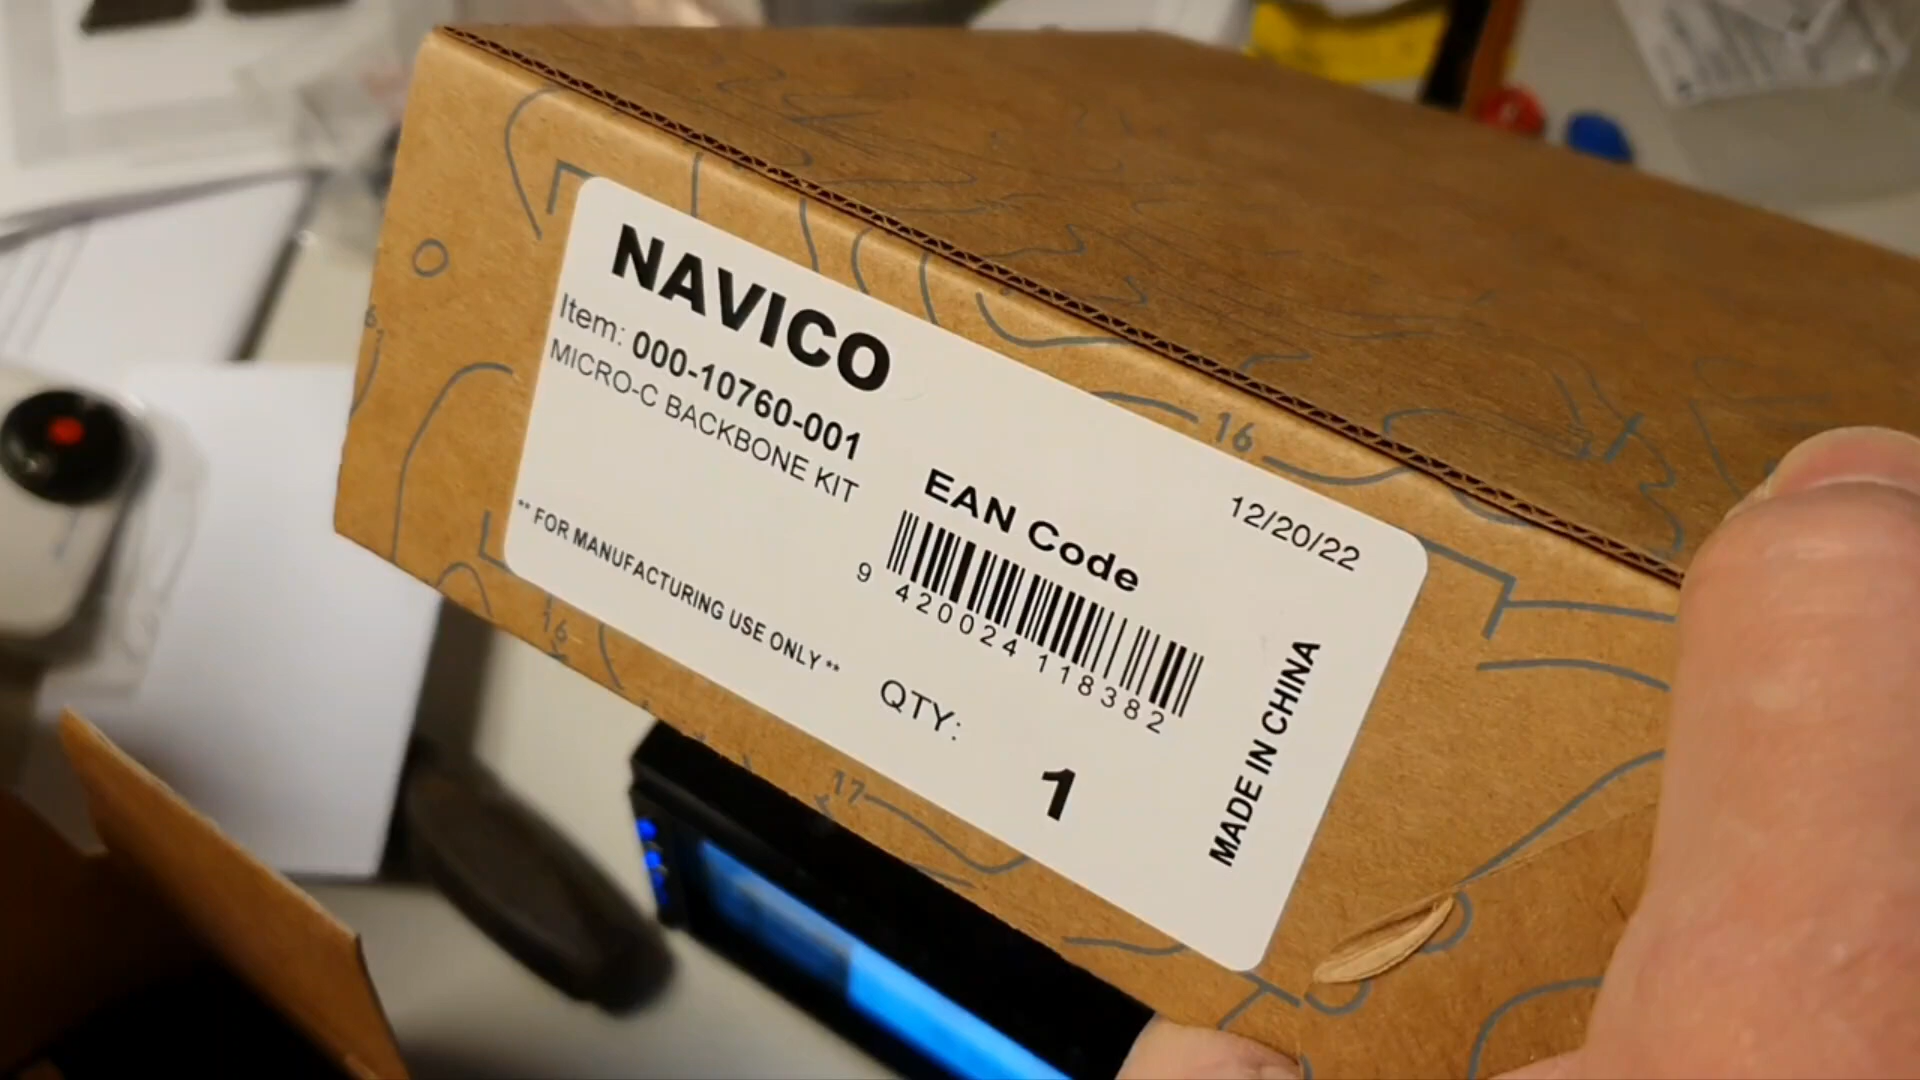 NAVICO
Item: 000-10760-001
MICRO-C BACKBONE KIT
** FOR MANUFACTURING USE ONLY **
EAN Code
9 420024 118382
12/20/22
QTY:
1
MADE IN CHINA
16
16
17
6